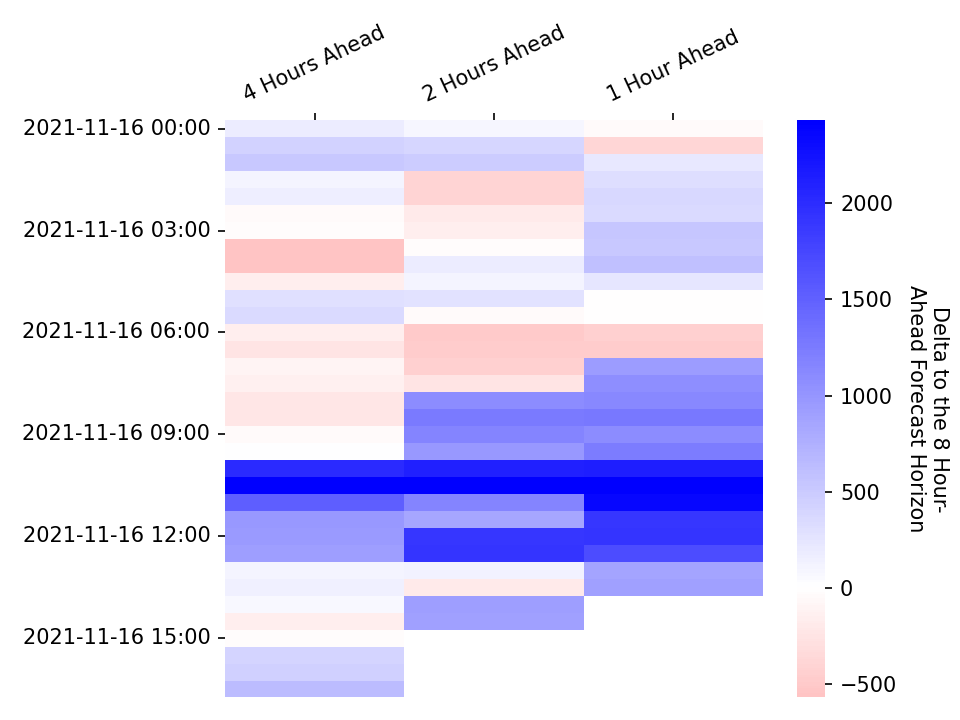 4 Hours Ahead
2 Hours Ahead
1 Hour Ahead
2021-11-16 00:00
2021-11-16 03:00
2021-11-16 06:00
2021-11-16 09:00
2021-11-16 12:00
2021-11-16 15:00
2000
1500
1000
500
0
−500
Delta to the 8 Hour-
Ahead Forecast Horizon